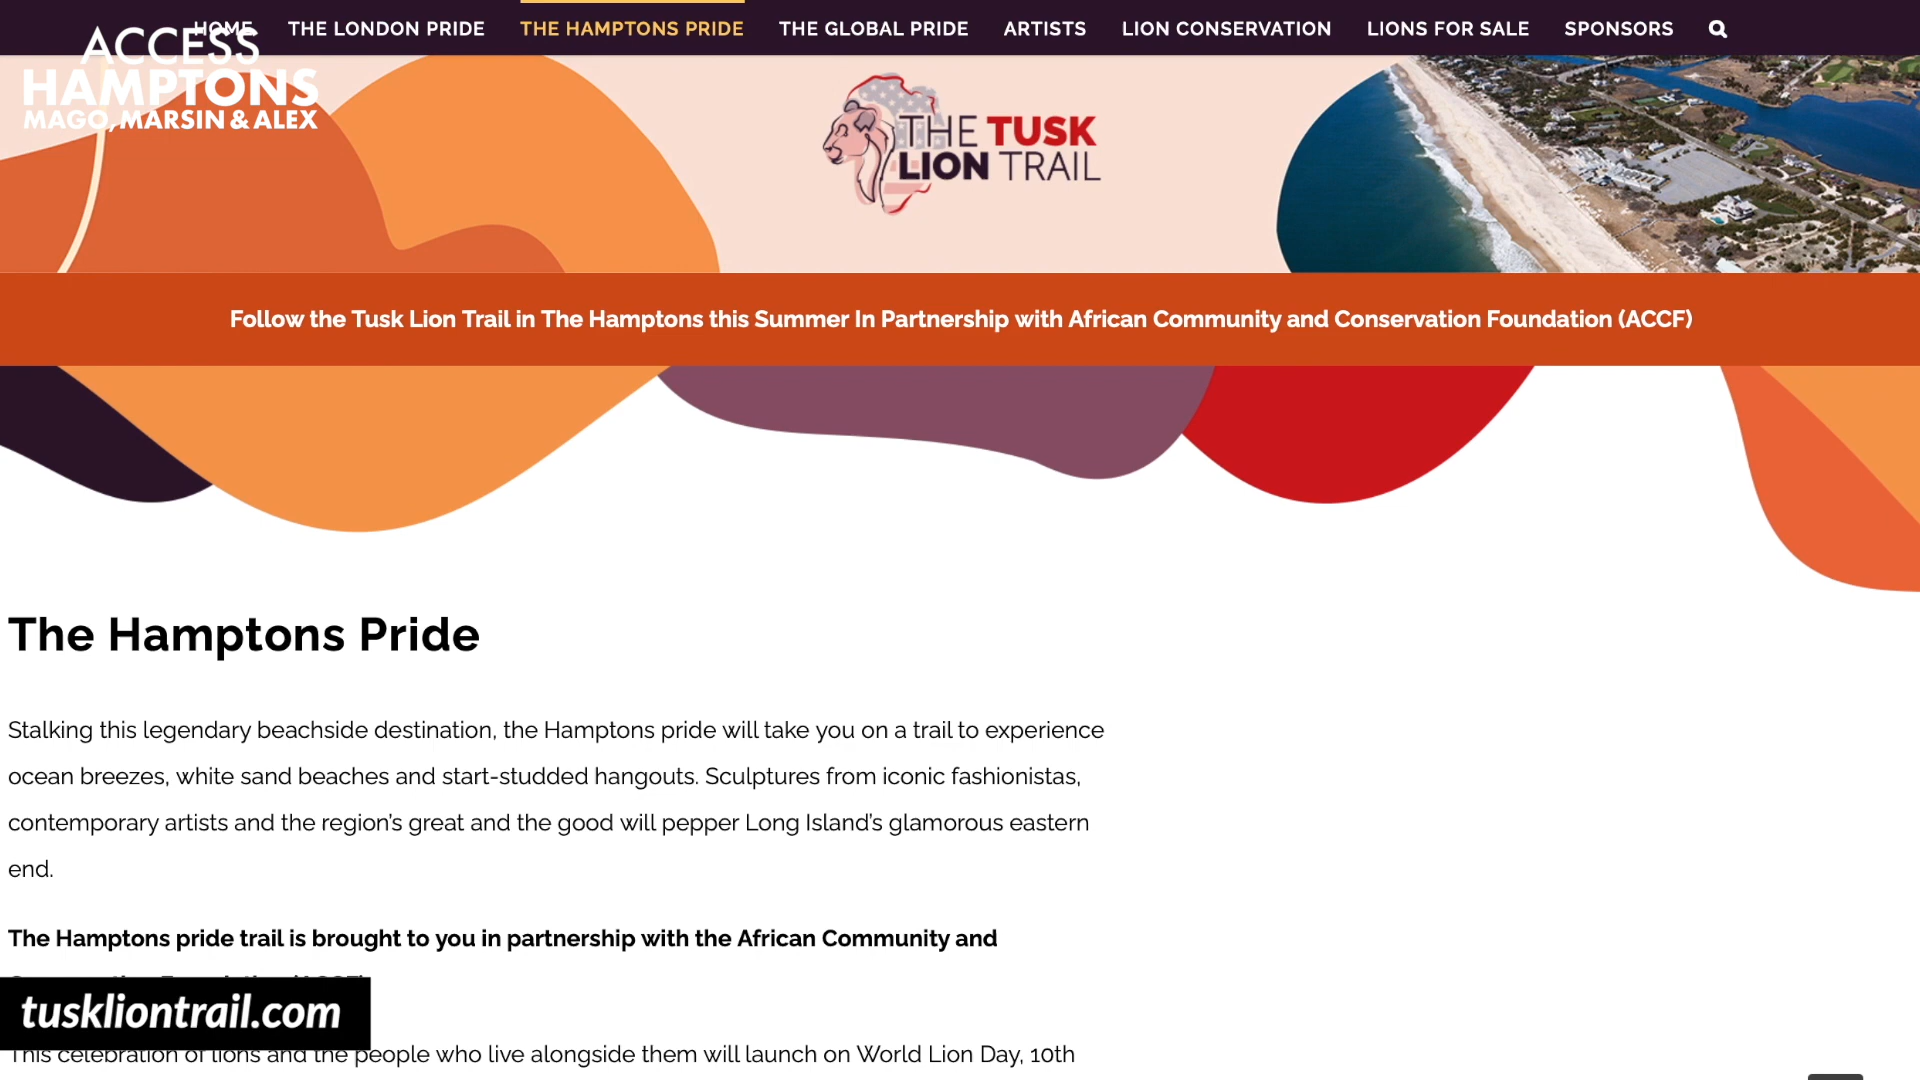 HOME THE LONDON PRIDE THE HAMPTONS PRIDE THE GLOBAL PRIDE ARTISTS LION CONSERVATION LIONS FOR SALE SPONSORS
ACCESS
HAMPTONS
MAGO, MARSIN & ALEX
THE TUSK
LION TRAIL
Follow the Tusk Lion Trail in The Hamptons this Summer In Partnership with African Community and Conservation Foundation (ACCF)
The Hamptons Pride
Stalking this legendary beachside destination, the Hamptons pride will take you on a trail to experience
ocean breezes, white sand beaches and start-studded hangouts. Sculptures from iconic fashionistas,
contemporary artists and the region's great and the good will pepper Long Island's glamorous eastern
end.
The Hamptons pride trail is brought to you in partnership with the African Community and
tuskliontrail.com
This celebration of lions and the people who live alongside them will launch on World Lion Day, 10th